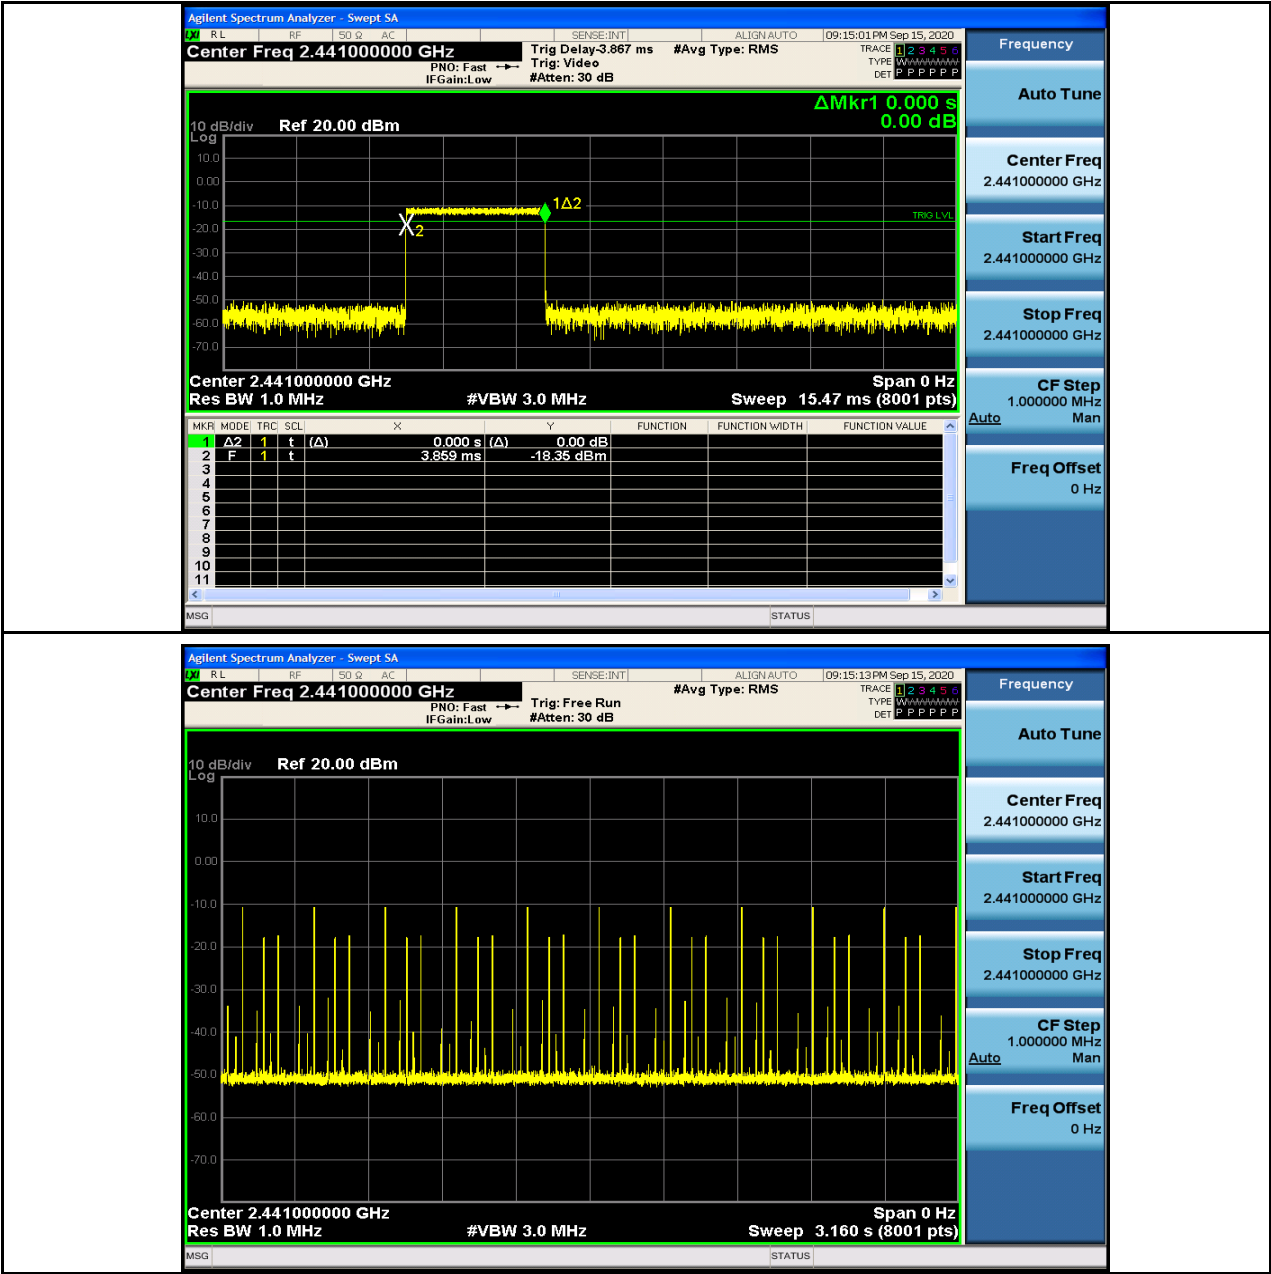 Agilent Spectrum Analyzer - Swept SA
LXI RL RF 50 Ω AC SENSE:INT ALIGN AUTO 09:15:01 PM Sep 15, 2020
Center Freq 2.441000000 GHz
Trig Delay-3.867 ms #Avg Type: RMS
TRACE 1 2 3 4 5 6
PNO: Fast Trig: Video
TYPE WWWWWW
IFGain:Low #Atten: 30 dB
DET P P P P P P
Frequency
Auto Tune
Center Freq
2.441000000 GHz
Start Freq
2.441000000 GHz
Stop Freq
2.441000000 GHz
CF Step
1.000000 MHz
Auto Man
Freq Offset
0 Hz
ΔMkr1 0.000 s
0.00 dB
10 dB/div Ref 20.00 dBm
Log
10.0
0.00
-10.0
-20.0
-30.0
-40.0
-50.0
-60.0
-70.0
1Δ2
2
TRIG LVL
Center 2.441000000 GHz Span 0 Hz
Res BW 1.0 MHz #VBW 3.0 MHz Sweep 15.47 ms (8001 pts)
MKR MODE TRC SCL X Y FUNCTION FUNCTION WIDTH FUNCTION VALUE
1 Δ2 1 t (Δ) 0.000 s (Δ) 0.00 dB
2 F 1 t 3.859 ms -18.35 dBm
3
4
5
6
7
8
9
10
11
MSG STATUS
Agilent Spectrum Analyzer - Swept SA
LXI RL RF 50 Ω AC SENSE:INT ALIGN AUTO 09:15:13 PM Sep 15, 2020
Center Freq 2.441000000 GHz
#Avg Type: RMS
TRACE 1 2 3 4 5 6
PNO: Fast Trig: Free Run
TYPE WWWWWW
IFGain:Low #Atten: 30 dB
DET P P P P P P
Frequency
Auto Tune
Center Freq
2.441000000 GHz
Start Freq
2.441000000 GHz
Stop Freq
2.441000000 GHz
CF Step
1.000000 MHz
Auto Man
Freq Offset
0 Hz
10 dB/div Ref 20.00 dBm
Log
10.0
0.00
-10.0
-20.0
-30.0
-40.0
-50.0
-60.0
-70.0
Center 2.441000000 GHz Span 0 Hz
Res BW 1.0 MHz #VBW 3.0 MHz Sweep 3.160 s (8001 pts)
MSG STATUS